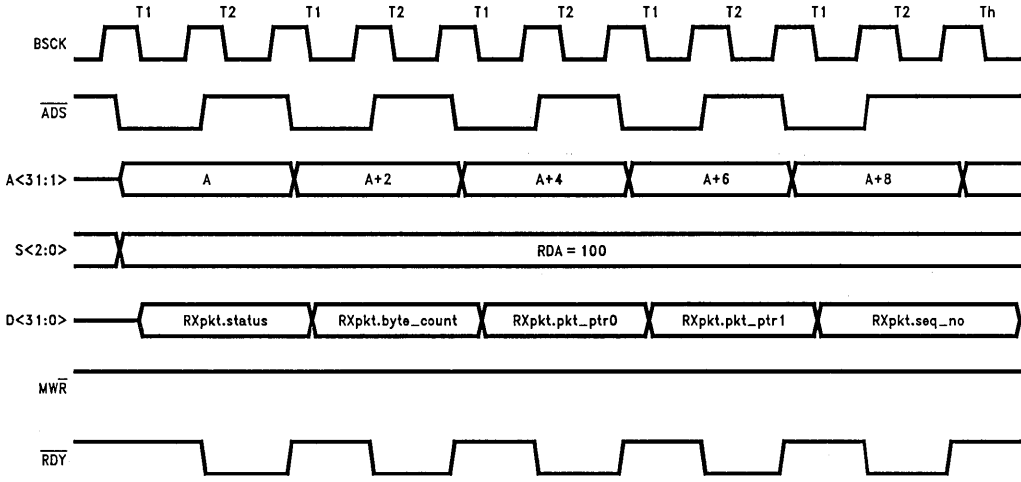 T1 T2 T1 T2 T1 T2 T1 T2 T1 T2 Th
BSCK
ADS
A<31:1> A A+2 A+4 A+6 A+8
S<2:0> RDA = 100
D<31:0> RXpkt.status RXpkt.byte_count RXpkt.pkt_ptr0 RXpkt.pkt_ptr1 RXpkt.seq_no
MWR
RDY